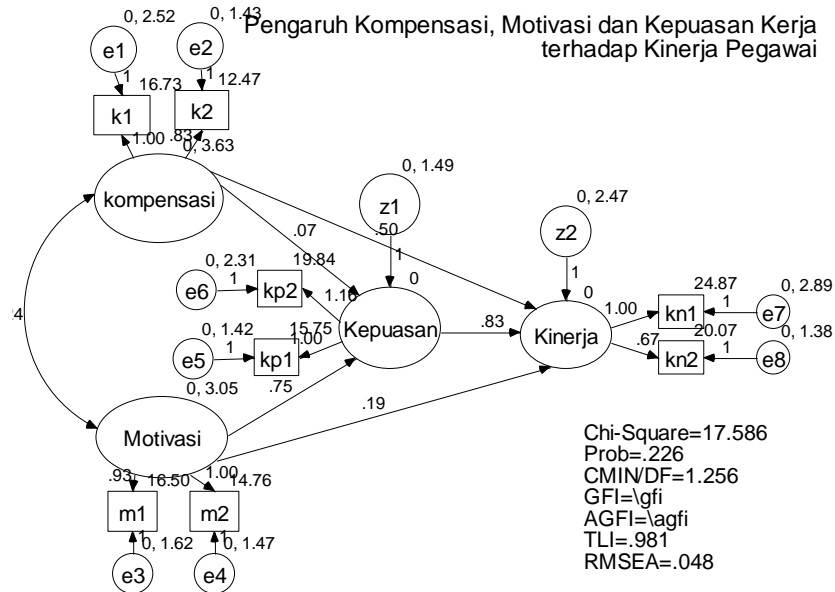 Pengaruh Kompensasi, Motivasi dan Kepuasan Kerja
terhadap Kinerja Pegawai
0, 2.52
e1
1
0, 1.43
e2
1
16.73
k1
12.47
k2
1.00
.83
0, 3.63
kompensasi
0, 1.49
z1
1
.50
.07
0, 2.47
z2
1
0, 2.31
e6
1
19.84
kp2
1.16
0
Kepuasan
.83
0
Kinerja
24.87
kn1
1.00
1
0, 2.89
e7
20.07
kn2
.67
1
0, 1.38
e8
0, 1.42
e5
1
15.75
kp1
1.00
.75
.19
0, 3.05
Motivasi
.93
16.50
m1
1.00
14.76
m2
1
0, 1.62
e3
1
0, 1.47
e4
Chi-Square=17.586
Prob=.226
CMIN/DF=1.256
GFI=\gfi
AGFI=\agfi
TLI=.981
RMSEA=.048